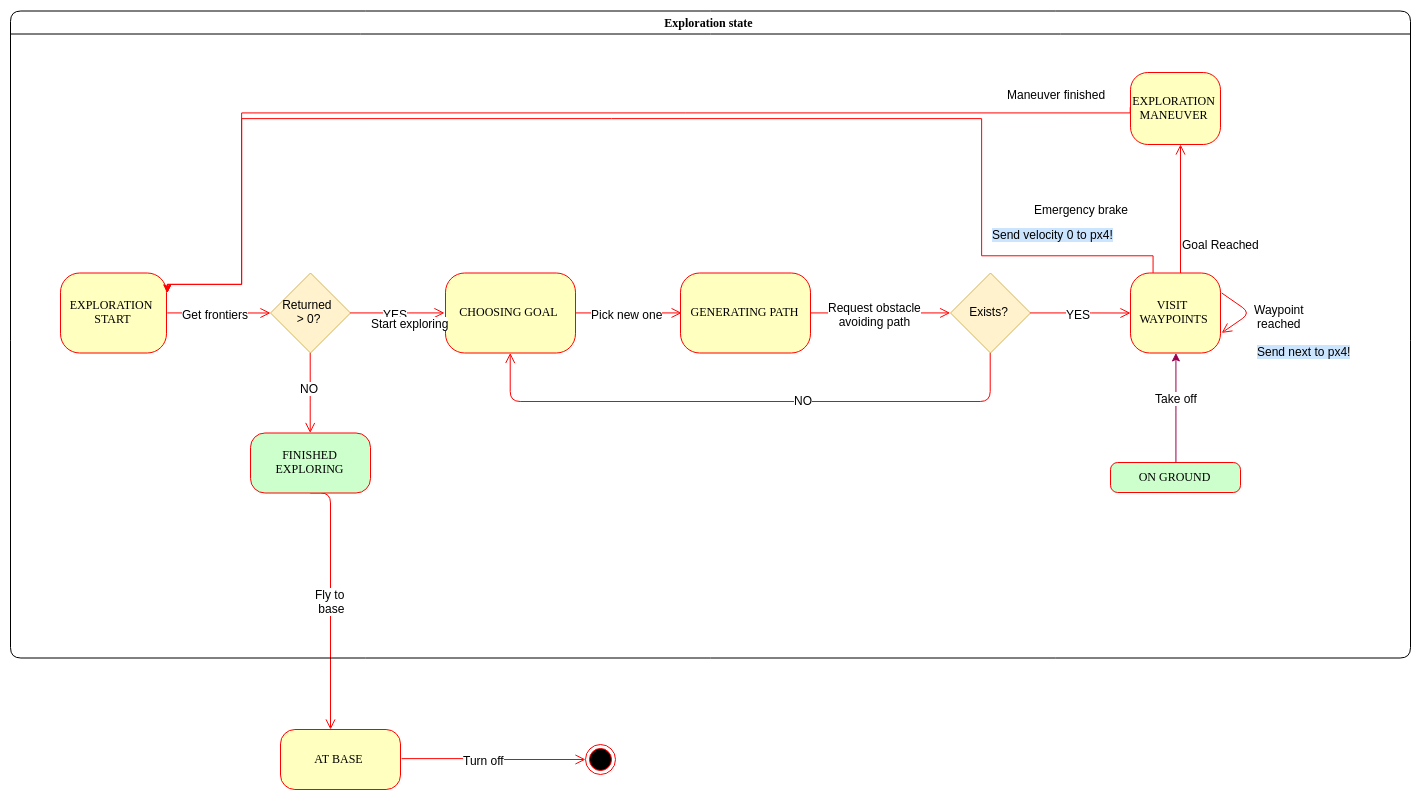 Exploration state
Maneuver finished
EXPLORATION
MANEUVER
Emergency brake
Send velocity 0 to px4!
Goal Reached
EXPLORATION
START
Get frontiers
Returned
> 0?
YES
Start exploring
CHOOSING GOAL
Pick new one
GENERATING PATH
Request obstacle
avoiding path
Exists?
YES
VISIT
WAYPOINTS
Waypoint
reached
Send next to px4!
NO
NO
Take off
FINISHED
EXPLORING
ON GROUND
Fly to
base
AT BASE
Turn off